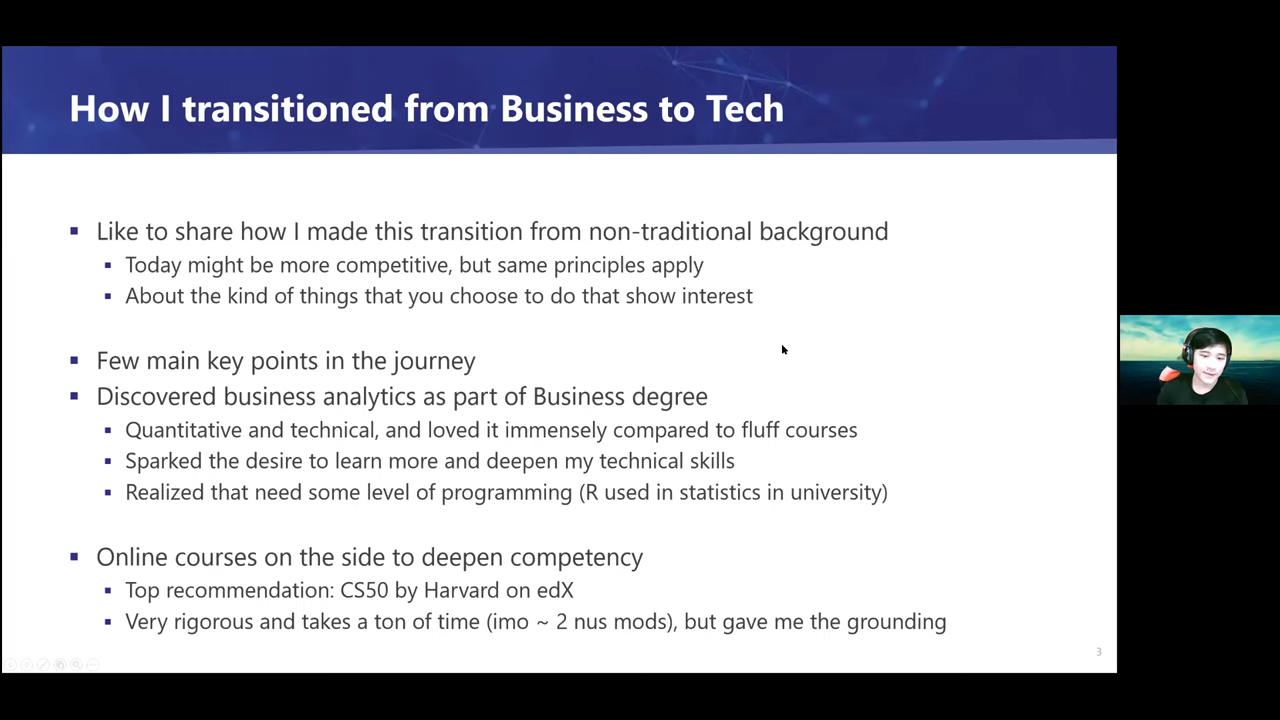 How I transitioned from Business to Tech
Like to share how I made this transition from non-traditional background
Today might be more competitive, but same principles apply
About the kind of things that you choose to do that show interest
Few main key points in the journey
Discovered business analytics as part of Business degree
Quantitative and technical, and loved it immensely compared to fluff courses
Sparked the desire to learn more and deepen my technical skills
Realized that need some level of programming (R used in statistics in university)
Online courses on the side to deepen competency
Top recommendation: CS50 by Harvard on edX
Very rigorous and takes a ton of time (imo ~ 2 nus mods), but gave me the grounding
3